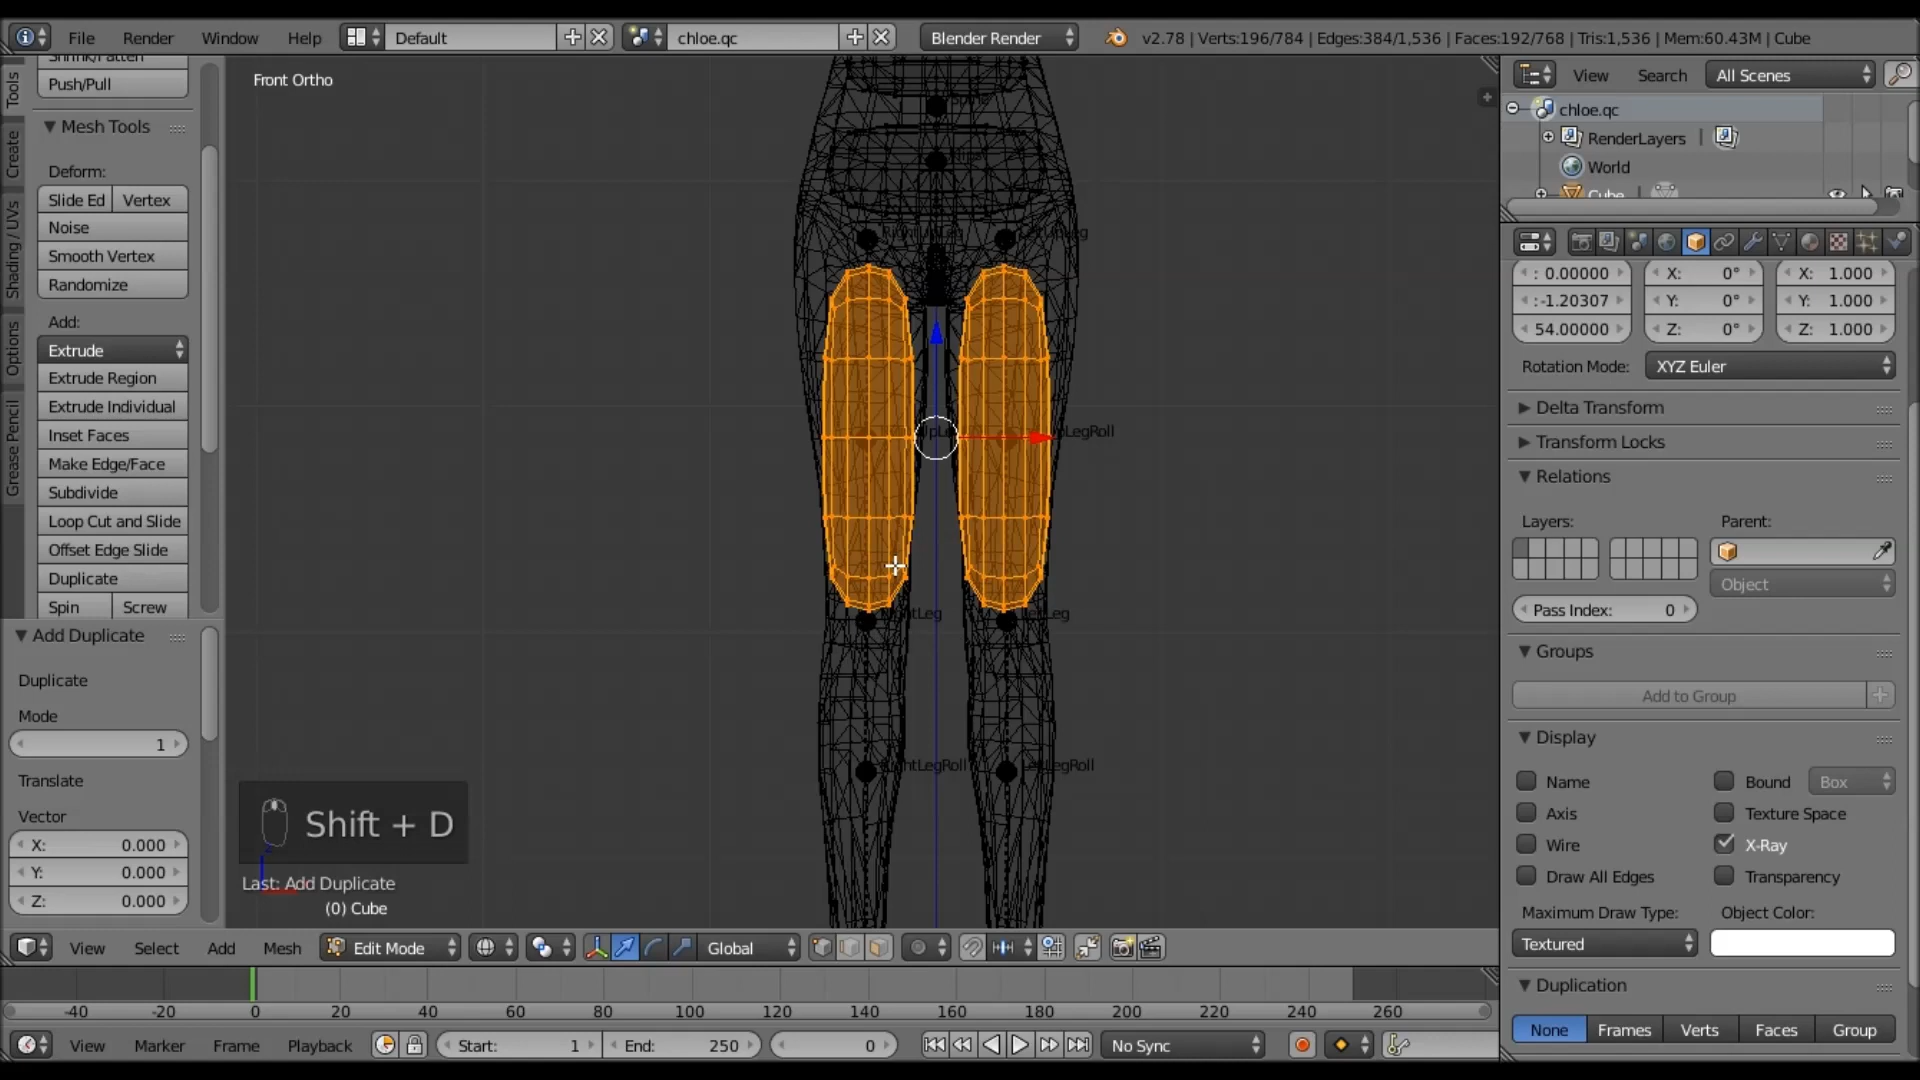 File Render Window Help Default chloe.qc Blender Render v2.78 | Verts:196/784 | Edges:384/1,536 | Faces:192/768 | Tris:1,536 | Mem:60.43M | Cube
Tools
Create
Shading / UVs
Options
Grease Pencil
Shrink/Fatten
Push/Pull
Mesh Tools
Deform:
Slide Ed Vertex
Noise
Smooth Vertex
Randomize
Add:
Extrude
Extrude Region
Extrude Individual
Inset Faces
Make Edge/Face
Subdivide
Loop Cut and Slide
Offset Edge Slide
Duplicate
Spin Screw
Add Duplicate
Duplicate
Mode
1
Translate
Vector
X: 0.000
Y: 0.000
Z: 0.000
Front Ortho
RightUpLeg
LegRoll
Leg
LegRoll
LegRoll
Shift + D
Last: Add Duplicate
(0) Cube
View Select Add Mesh Edit Mode Global
-40 -20 0 20 40 60 80 100 120 140 160 180 200 220 240 260
View Marker Frame Playback Start: 1 End: 250 0 No Sync
View Search All Scenes
chloe.qc
RenderLayers |
World
Cube |
: 0.00000 X: 0° X: 1.000
:-1.20307 Y: 0° Y: 1.000
54.00000 Z: 0° Z: 1.000
Rotation Mode: XYZ Euler
Delta Transform
Transform Locks
Relations
Layers: Parent:
Object
Pass Index: 0
Groups
Add to Group
Display
Name Bound Box
Axis Texture Space
Wire X-Ray
Draw All Edges Transparency
Maximum Draw Type: Object Color:
Textured
Duplication
None Frames Verts Faces Group